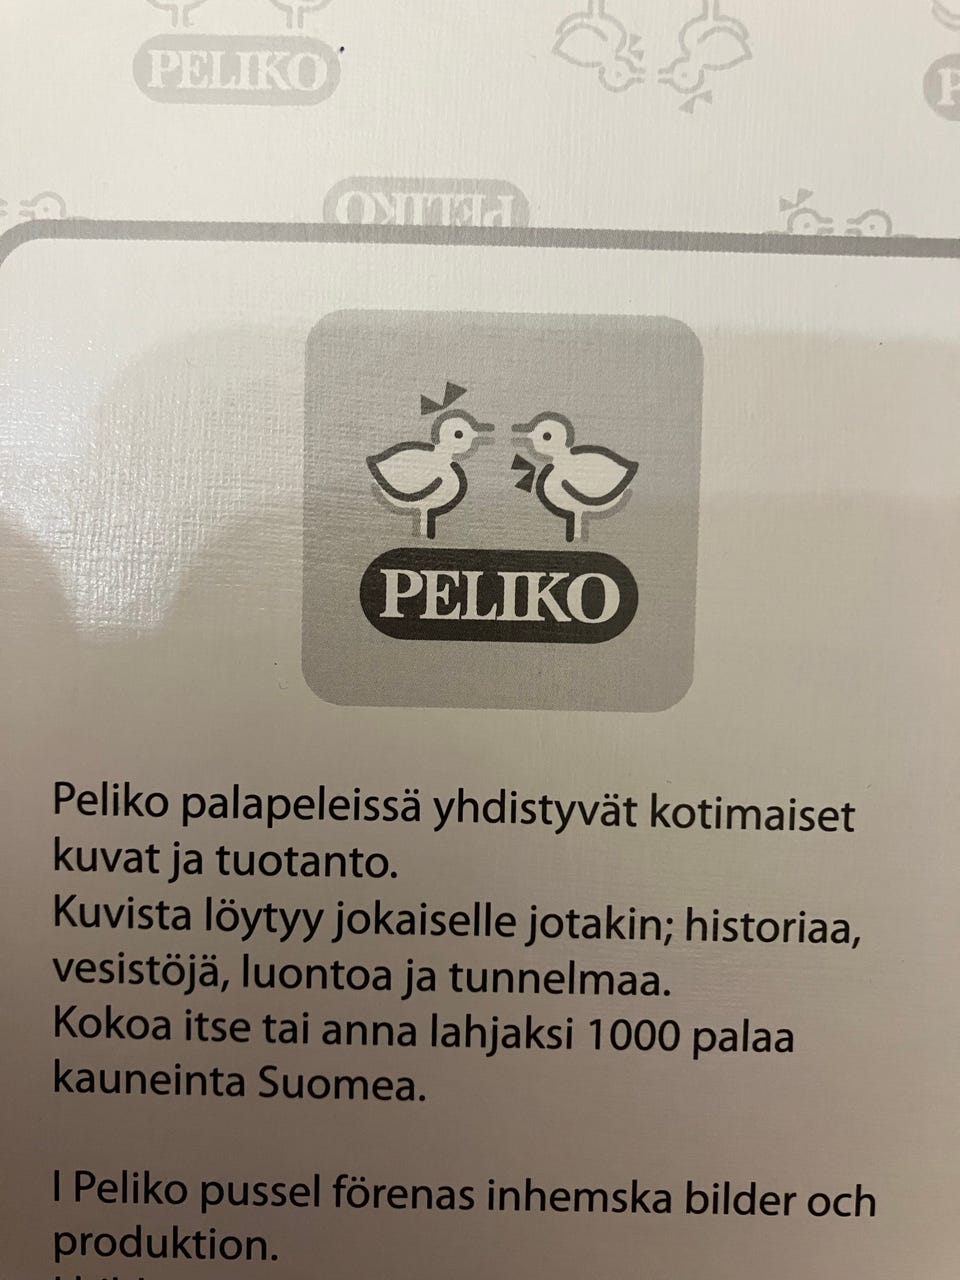 PELIKO
PELIKO
PELIKO
Peliko palapeleissä yhdistyvät kotimaiset
kuvat ja tuotanto.
Kuvista löytyy jokaiselle jotakin; historiaa,
vesistöjä, luontoa ja tunnelmaa.
Kokoa itse tai anna lahjaksi 1000 palaa
kauneinta Suomea.
I Peliko pussel förenas inhemska bilder och
produktion.